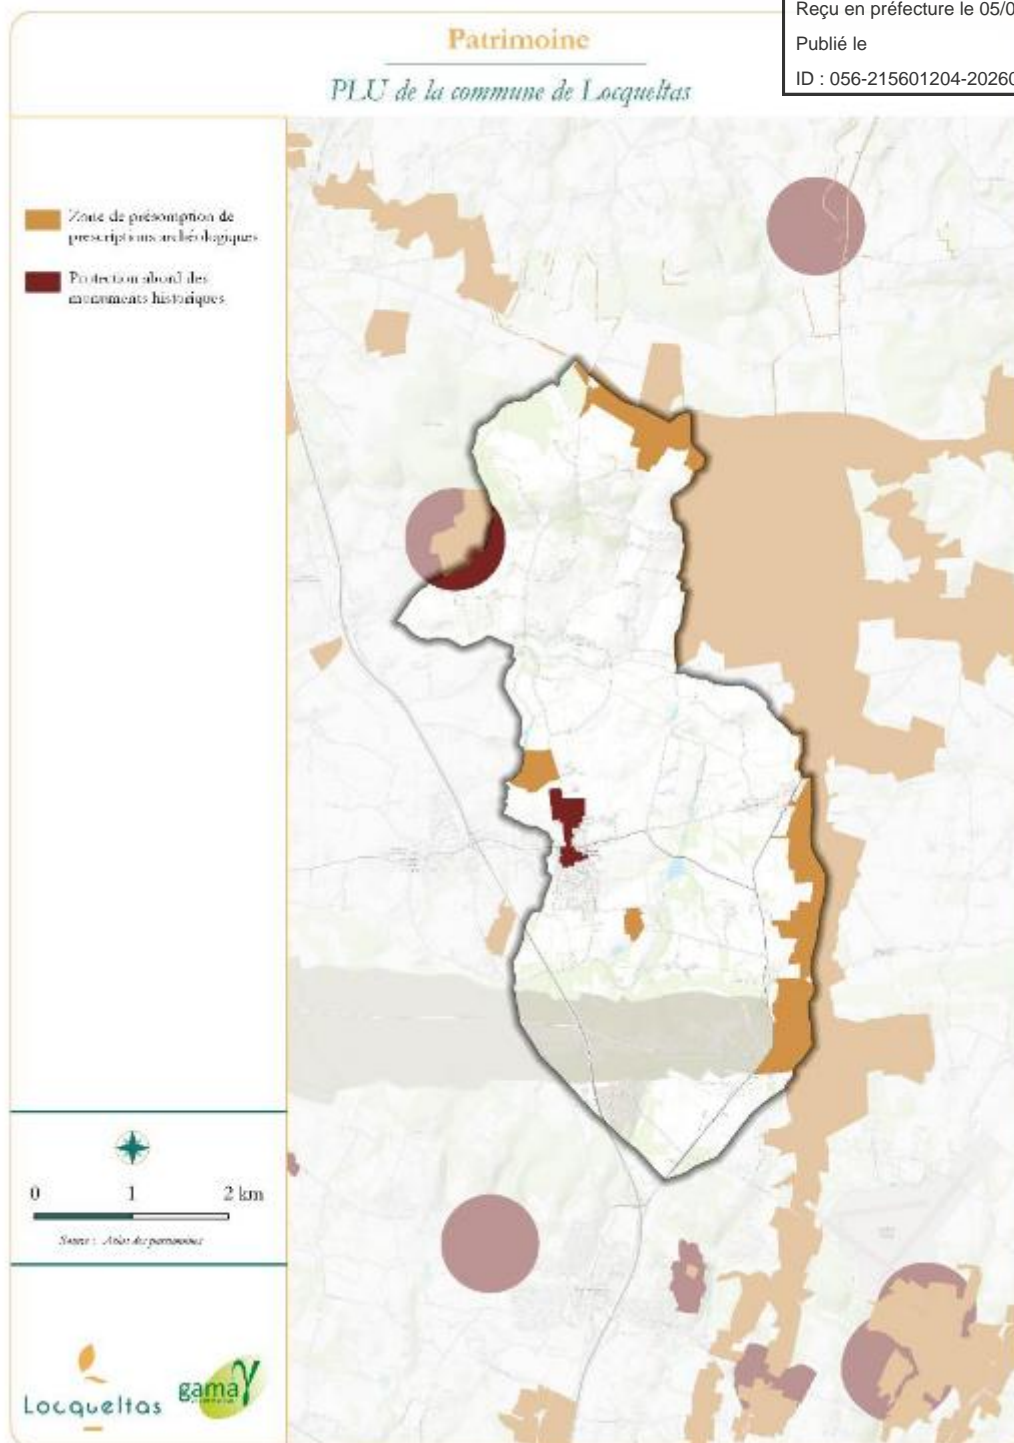 Reçu en préfecture le 05/0
Publié le
ID : 056-215601204-20260
Patrimoine
PLU de la commune de Locqueltas
Zone de présomption de
prescriptions archéologiques
Protection abord des
monuments historiques
0 1 2 km
Source : Atlas des patrimoines
Locqueltas
gama